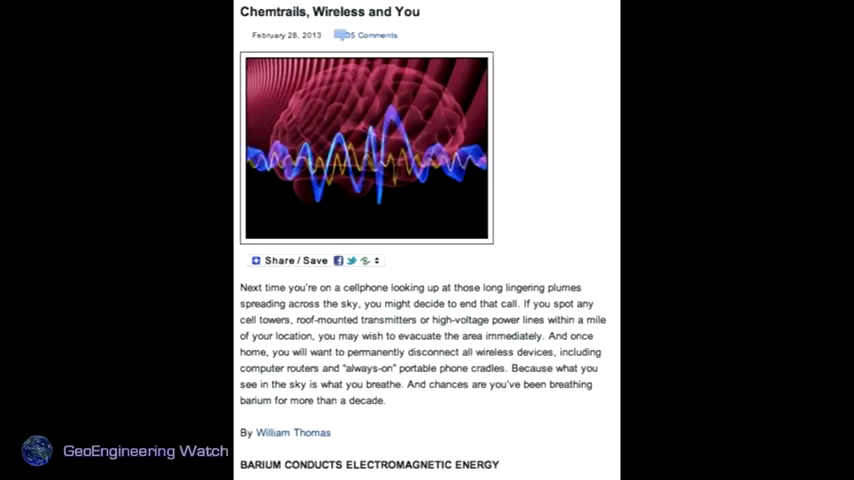 Chemtrails, Wireless and You
February 28, 2013 35 Comments
Share / Save
Next time you're on a cellphone looking up at those long lingering plumes
spreading across the sky, you might decide to end that call. If you spot any
cell towers, roof-mounted transmitters or high-voltage power lines within a mile
of your location, you may wish to evacuate the area immediately. And once
home, you will want to permanently disconnect all wireless devices, including
computer routers and “always-on” portable phone cradles. Because what you
see in the sky is what you breathe. And chances are you've been breathing
barium for more than a decade.
By William Thomas
GeoEngineering Watch
BARIUM CONDUCTS ELECTROMAGNETIC ENERGY